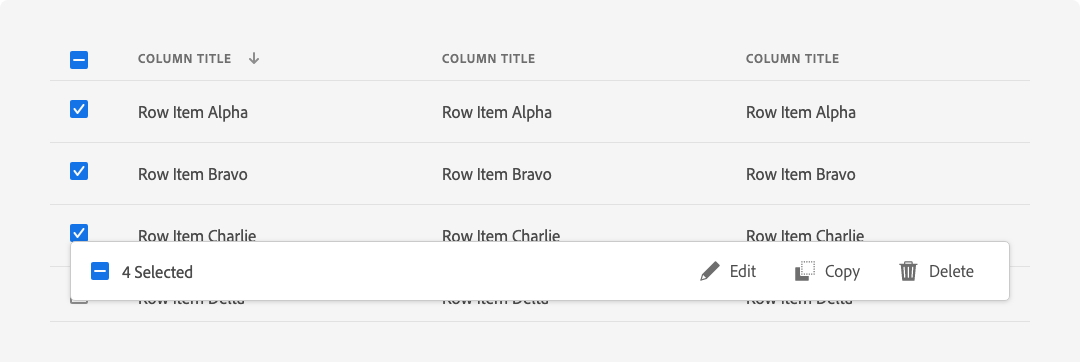 COLUMN TITLE COLUMN TITLE COLUMN TITLE
Row Item Alpha Row Item Alpha Row Item Alpha
Row Item Bravo Row Item Bravo Row Item Bravo
Row Item Charlie Row Item Charlie Row Item Charlie
4 Selected Edit Copy Delete
Row Item Delta Row Item Delta Row Item Delta